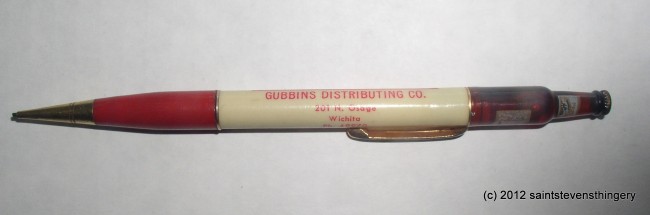 GUBBINS DISTRIBUTING CO.
201 N. Osage
Wichita
(c) 2012 saintstevensthingery